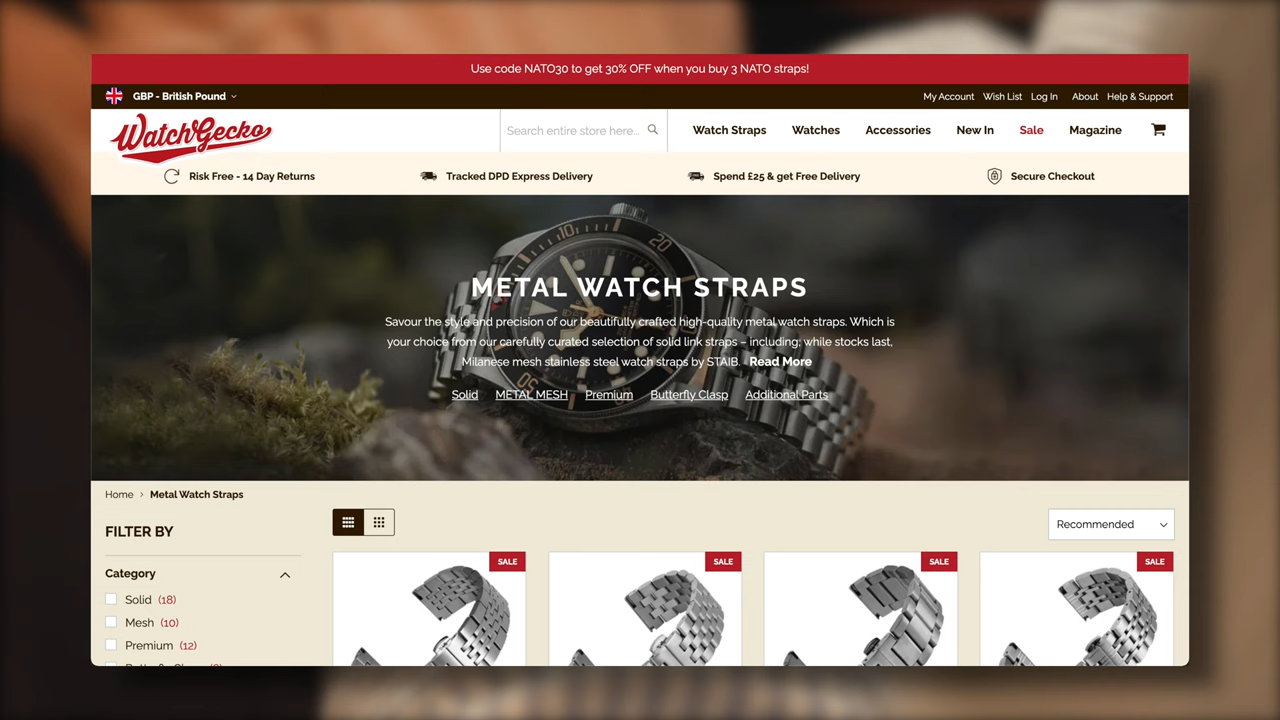 Use code NATO30 to get 30% OFF when you buy 3 NATO straps!
GBP - British Pound
My Account Wish List Log In About Help & Support
WatchGecko
Search entire store here...
Watch Straps Watches Accessories New In Sale Magazine
Risk Free - 14 Day Returns
Tracked DPD Express Delivery
Spend £25 & get Free Delivery
Secure Checkout
10 20
METAL WATCH STRAPS
Savour the style and precision of our beautifully crafted high-quality metal watch straps. Which is
your choice from our carefully curated selection of solid link straps – including; while stocks last,
Milanese mesh stainless steel watch straps by STAIB. Read More
Solid METAL MESH Premium Butterfly Clasp Additional Parts
Home > Metal Watch Straps
FILTER BY
Recommended
SALE SALE SALE SALE
Category
Solid (18)
Mesh (10)
Premium (12)